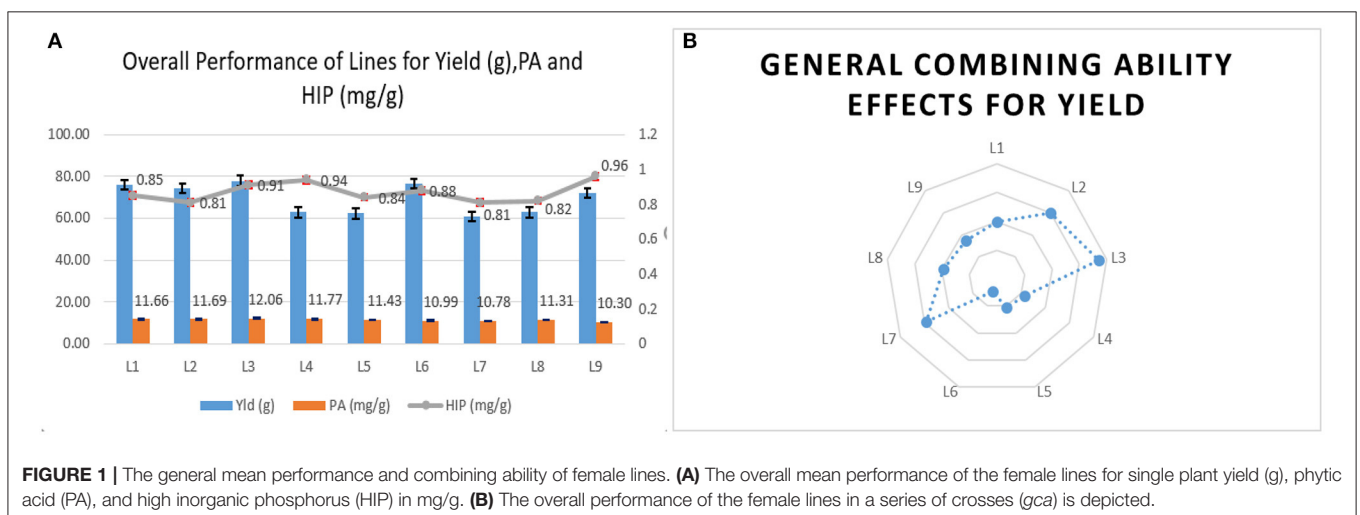 A
Overall Performance of Lines for Yield (g),PA and
HIP (mg/g)
100.00
80.00
60.00
40.00
20.00
0.00
1.2
1
0.8
0.6
0.4
0.2
0
0.85
0.81
0.91
0.94
0.84
0.88
0.81
0.82
0.96
11.66
11.69
12.06
11.77
11.43
10.99
10.78
11.31
10.30
L1
L2
L3
L4
L5
L6
L7
L8
L9
Yld (g)
PA (mg/g)
HIP (mg/g)
B
GENERAL COMBINING ABILITY
EFFECTS FOR YIELD
L1
L2
L3
L4
L5
L6
L7
L8
L9
FIGURE 1 | The general mean performance and combining ability of female lines. (A) The overall mean performance of the female lines for single plant yield (g), phytic
acid (PA), and high inorganic phosphorus (HIP) in mg/g. (B) The overall performance of the female lines in a series of crosses (gca) is depicted.